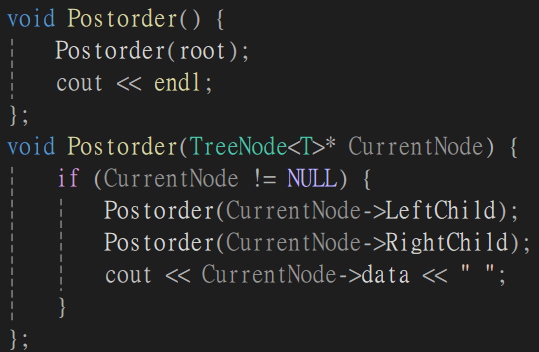 void Postorder() {
    Postorder(root);
    cout << endl;
};
void Postorder(TreeNode<T>* CurrentNode) {
    if (CurrentNode != NULL) {
        Postorder(CurrentNode->LeftChild);
        Postorder(CurrentNode->RightChild);
        cout << CurrentNode->data << " ";
    }
};